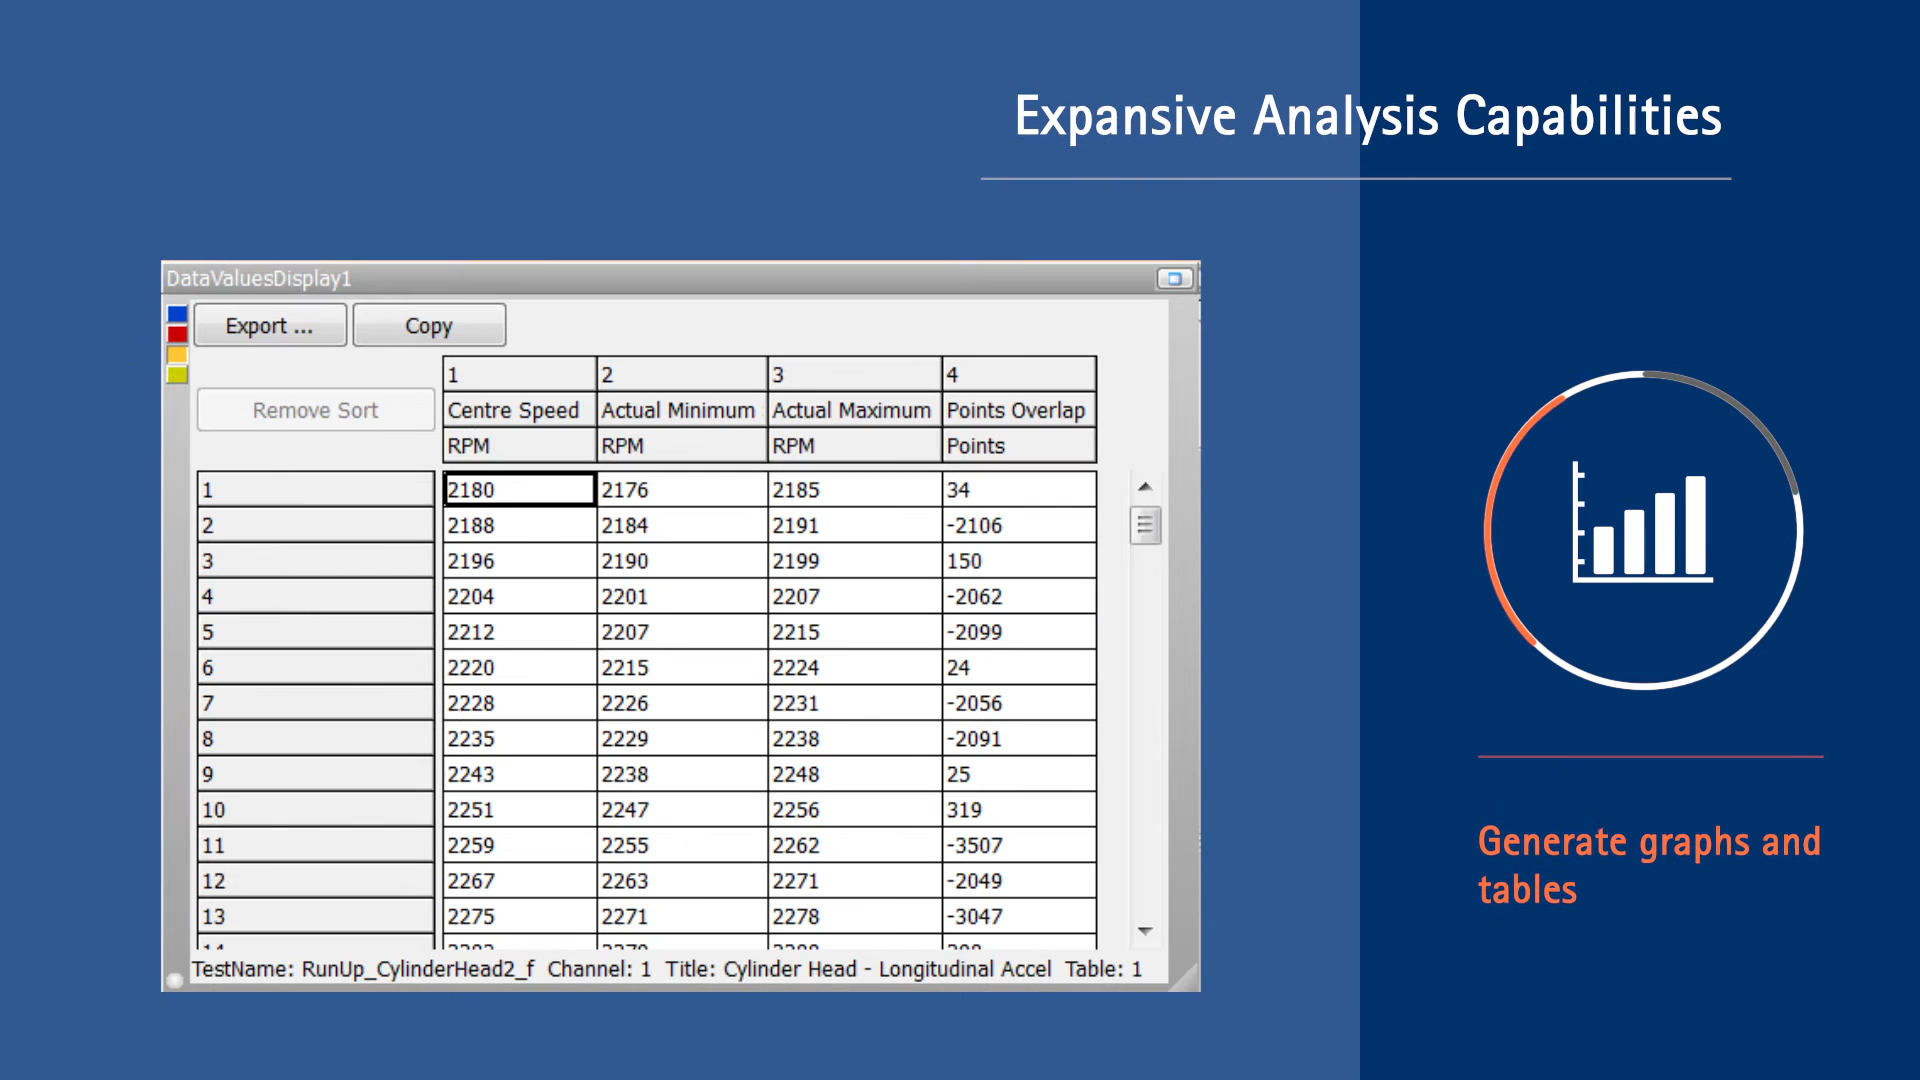 Expansive Analysis Capabilities
DataValuesDisplay1
Export ... Copy
1 2 3 4
Remove Sort Centre Speed Actual Minimum Actual Maximum Points Overlap
RPM RPM RPM Points
1 2180 2176 2185 34
2 2188 2184 2191 -2106
3 2196 2190 2199 150
4 2204 2201 2207 -2062
5 2212 2207 2215 -2099
6 2220 2215 2224 24
7 2228 2226 2231 -2056
8 2235 2229 2238 -2091
9 2243 2238 2248 25
10 2251 2247 2256 319
11 2259 2255 2262 -3507
12 2267 2263 2271 -2049
13 2275 2271 2278 -3047
TestName: RunUp_CylinderHead2_f Channel: 1 Title: Cylinder Head - Longitudinal Accel Table: 1
Generate graphs and
tables